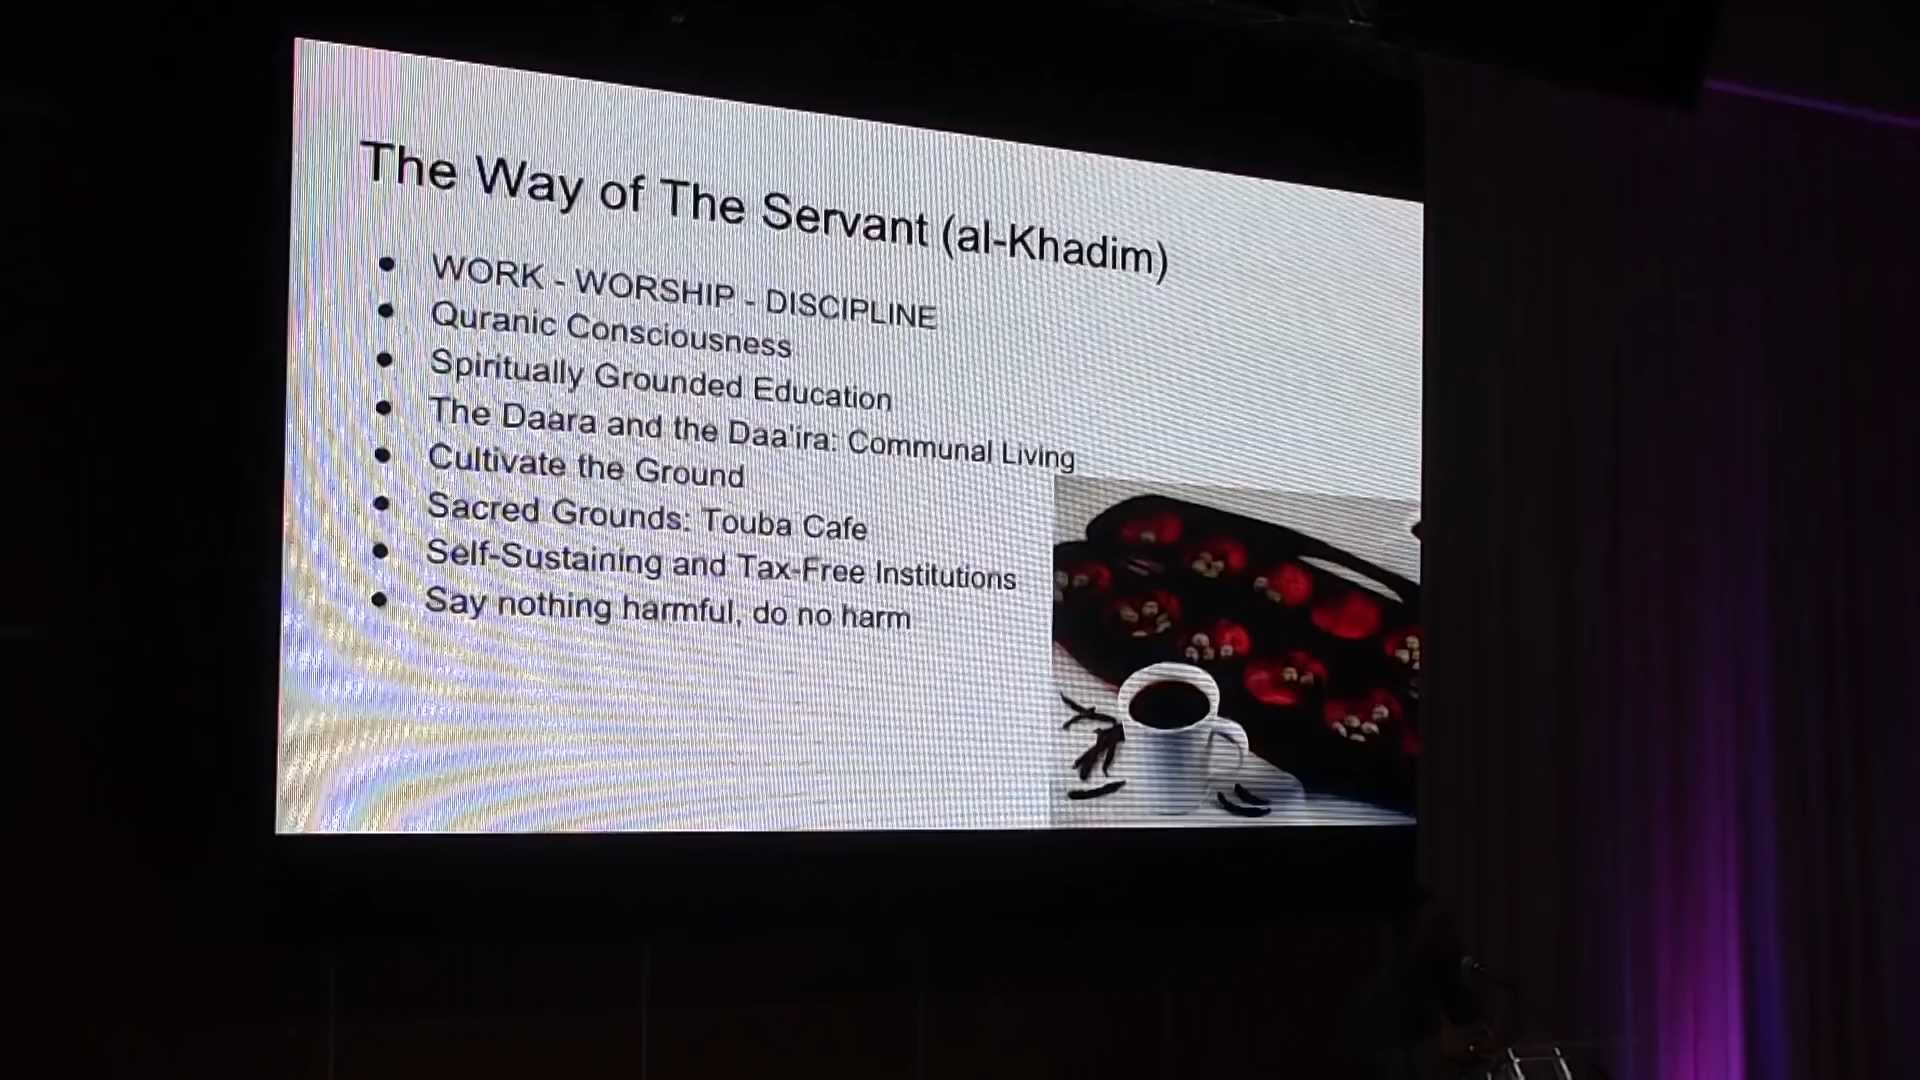 The Way of The Servant (al-Khadim)
● WORK - WORSHIP - DISCIPLINE
● Quranic Consciousness
● Spiritually Grounded Education
● The Daara and the Daa'ira: Communal Living
● Cultivate the Ground
● Sacred Grounds: Touba Cafe
● Self-Sustaining and Tax-Free Institutions
● Say nothing harmful, do no harm